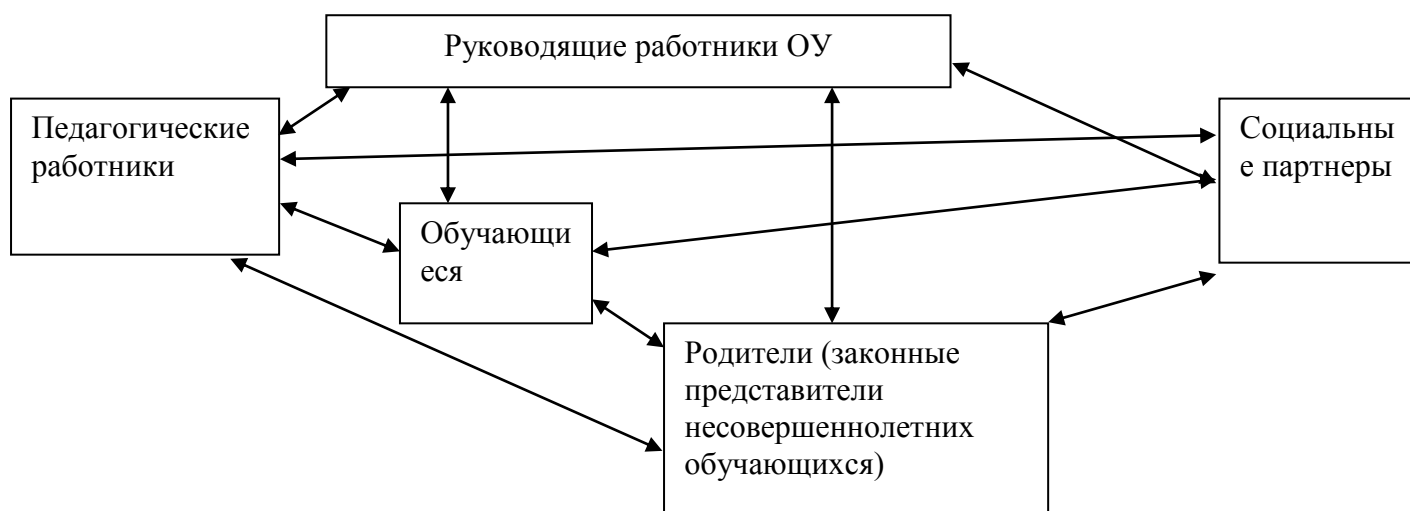 Руководящие работники ОУ
Педагогические
работники
Социальны
е партнеры
Обучающи
еся
Родители (законные
представители
несовершеннолетних
обучающихся)